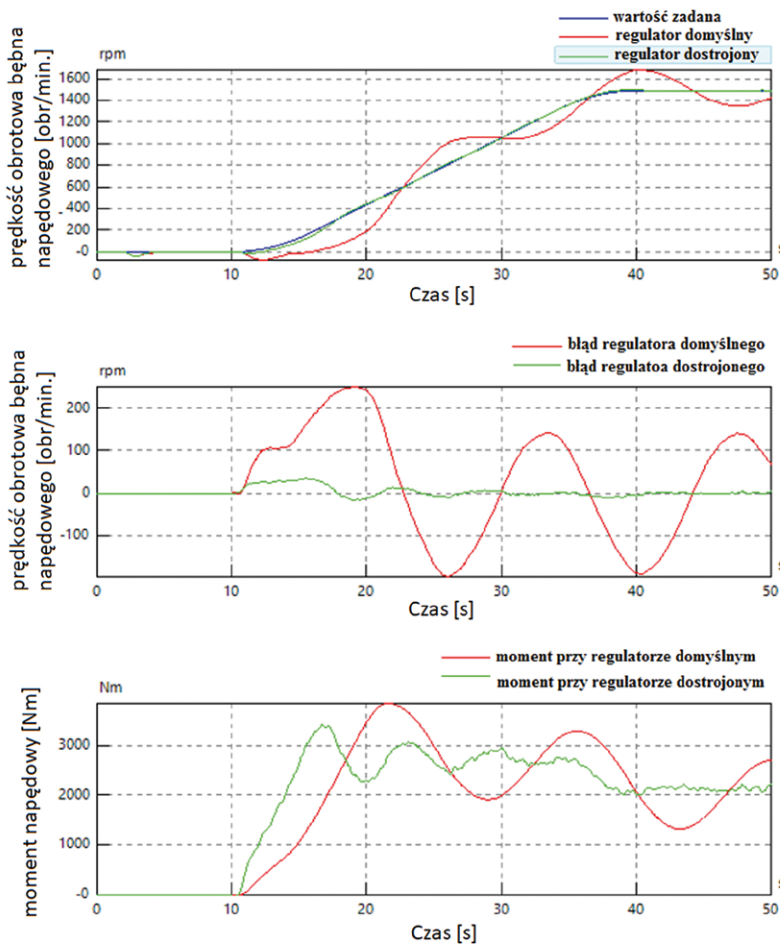 wartość zadana
regulator domyślny
regulator dostrojony
rpm
prędkość obrotowa bębna
napędowego [obr/min.]
1600
1400
1000
800
600
-
200
-0
0
10
20
30
40
50
s
Czas [s]
błąd regulatora domyślnego
błąd regulatoa dostrojonego
rpm
prędkość obrotowa bębna
napędowego [obr/min.]
200
100
0
-100
0
10
20
30
40
50
s
Czas [s]
moment przy regulatorze domyślnym
moment przy regulatorze dostrojonym
Nm
moment napędowy [Nm]
3000
2000
1000
-0
0
10
20
30
40
50
s
Czas [s]